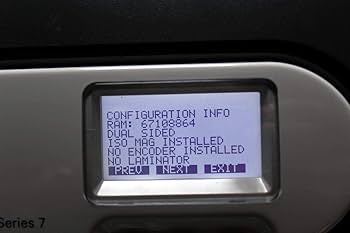 CONFIGURATION INFO
RAM: 67108864
DUAL SIDED
ISO MAG INSTALLED
NO ENCODER INSTALLED
NO LAMINATOR
PREV NEXT EXIT
Series 7